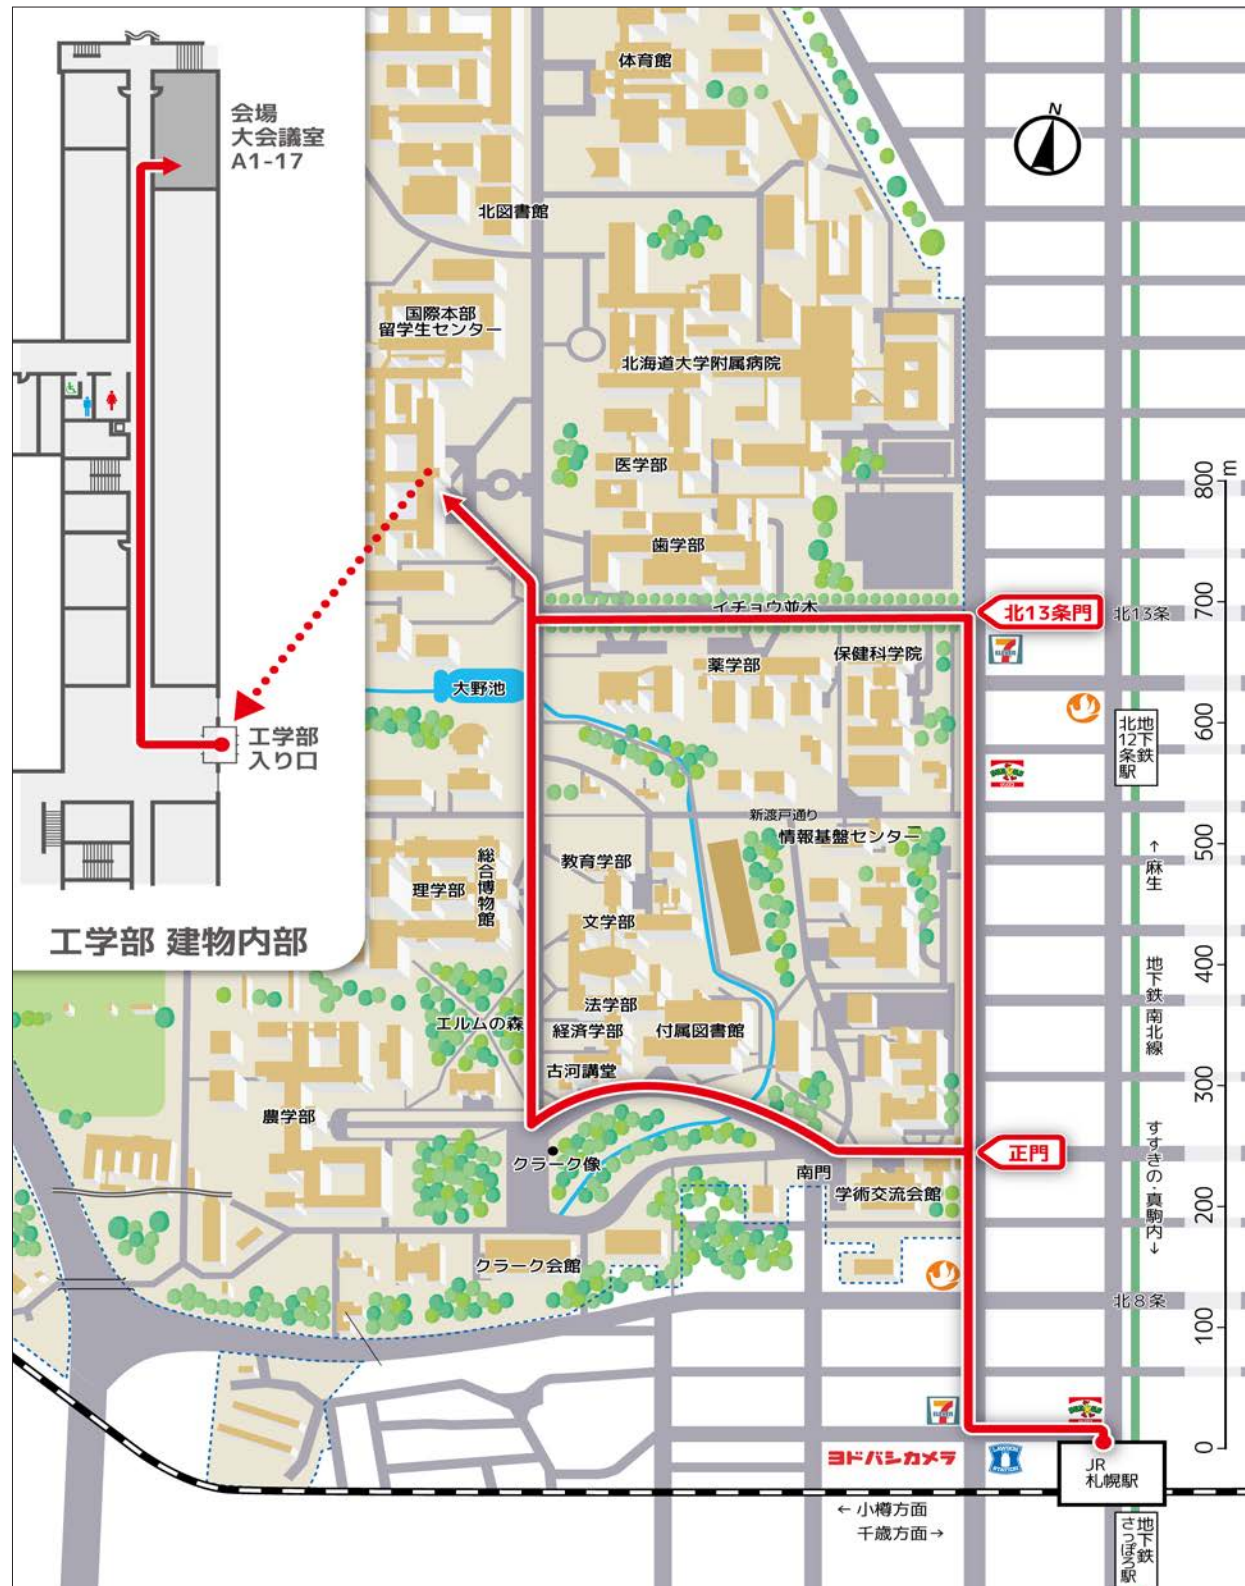 会場
大会議室
A1-17
工学部
入り口
工学部 建物内部
N
体育館
北図書館
国際本部
留学生センター
北海道大学附属病院
医学部
歯学部
イチョウ並木
北13条門
北13条
薬学部
保健科学院
大野池
地下鉄
北12条駅
新渡戸通り
情報基盤センター
教育学部
総合博物館
理学部
文学部
法学部
エルムの森
経済学部
付属図書館
古河講堂
農学部
クラーク像
正門
南門
学術交流会館
クラーク会館
北8条
↑麻生
地下鉄南北線
すすきの・真駒内↓
m
800
700
600
500
400
300
200
100
0
7
ELEVEN
7
ELEVEN
ヨドバシカメラ
LAWSON
STATION
JR
札幌駅
← 小樽方面
千歳方面 →
地下鉄
さっぽろ駅